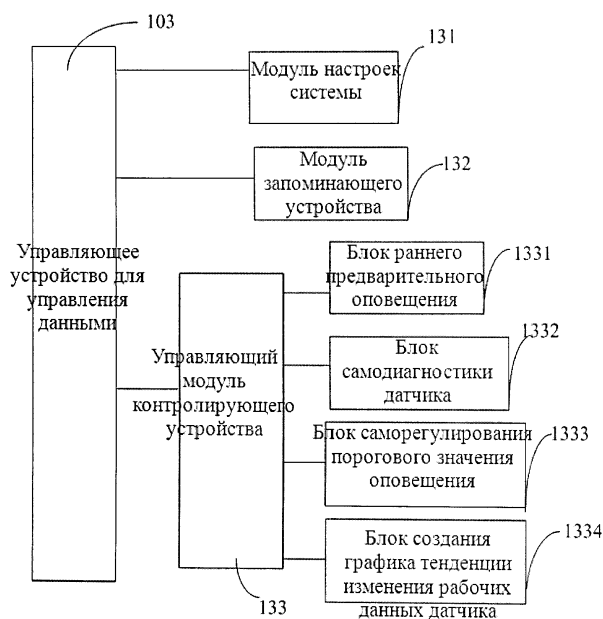 103
131
Модуль настроек
системы
Модуль
запоминающего
устройства
132
Управляющее
устройство для
управления
данными
Блок раннего
предварительного
оповещения
1331
Управляющий
модуль
контролирующего
устройства
133
Блок
самодиагностики
датчика
1332
Блок саморегулирования
порогового значения
оповещения
1333
Блок создания
графика тенденции
изменения рабочих
данных датчика
1334